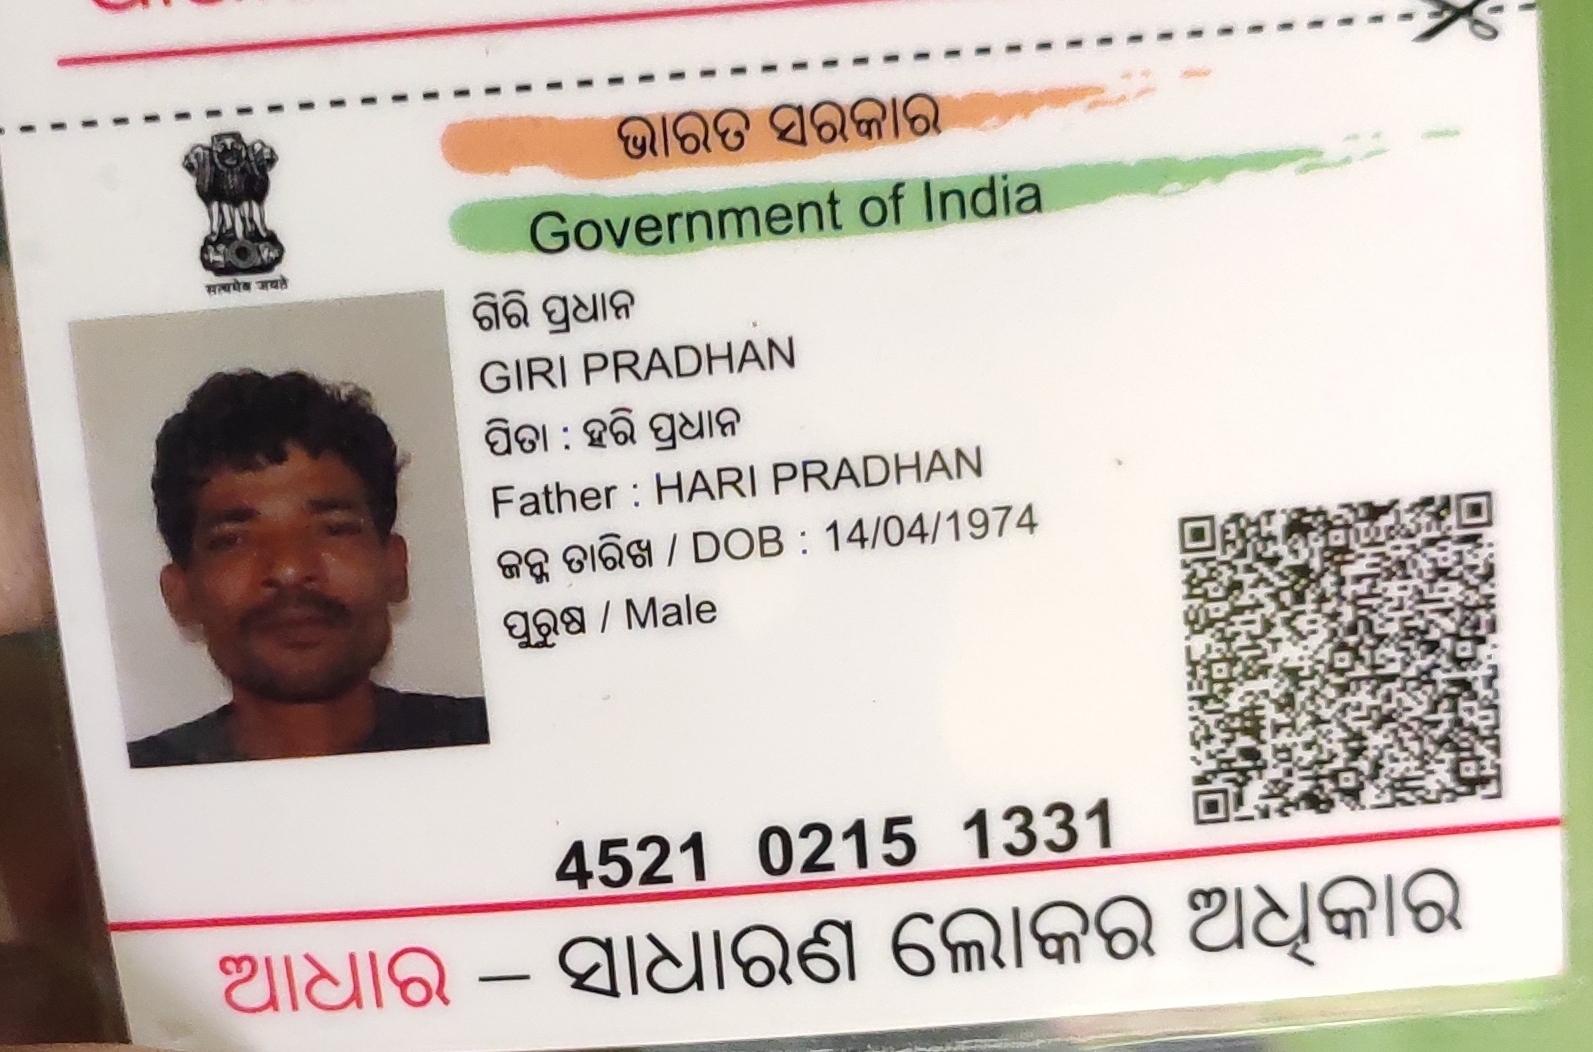 ଭାରତ ସରକାର
Government of India
सत्यमेव जयते
ଗିରି ପ୍ରଧାନ
GIRI PRADHAN
ପିତା : ହରି ପ୍ରଧାନ
Father : HARI PRADHAN
ଜନ୍ମ ତାରିଖ / DOB : 14/04/1974
ପୁରୁଷ / Male
4521 0215 1331
ଆଧାର – ସାଧାରଣ ଲୋକର ଅଧିକାର